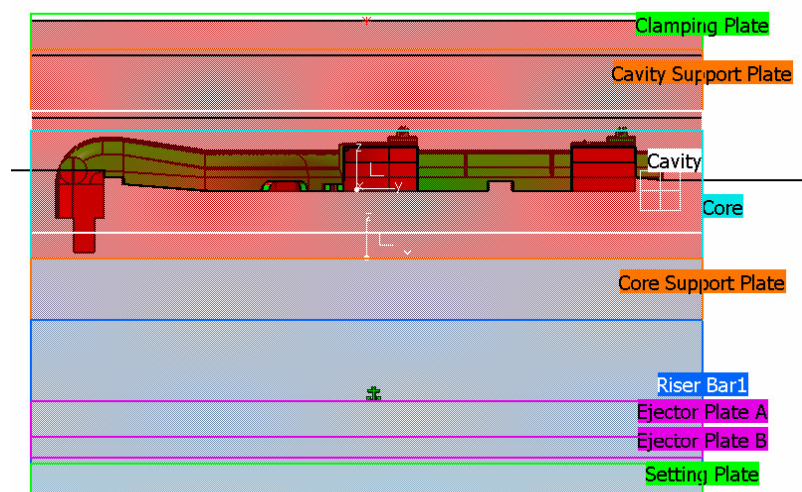 Clamping Plate
Cavity Support Plate
Cavity
Core
Core Support Plate
Riser Bar1
Ejector Plate A
Ejector Plate B
Setting Plate
z
x
y